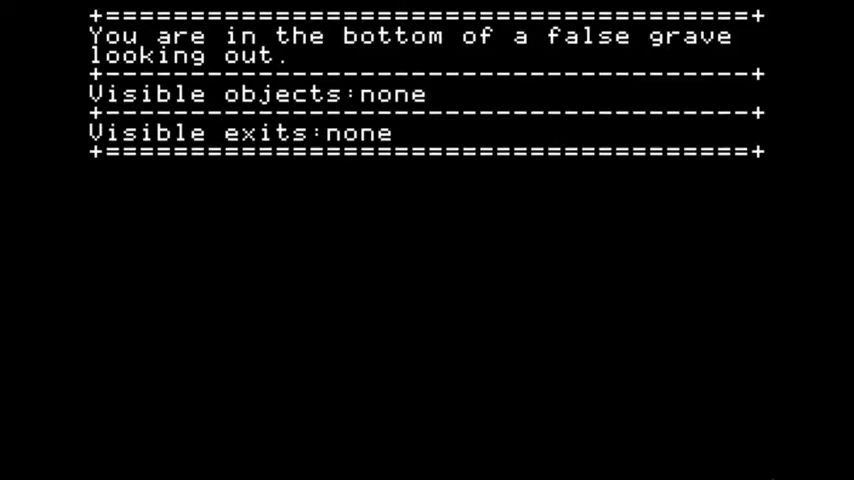 +======================================+
You are in the bottom of a false grave
looking out.
+--------------------------------------+
Visible objects:none
+--------------------------------------+
Visible exits:none
+======================================+